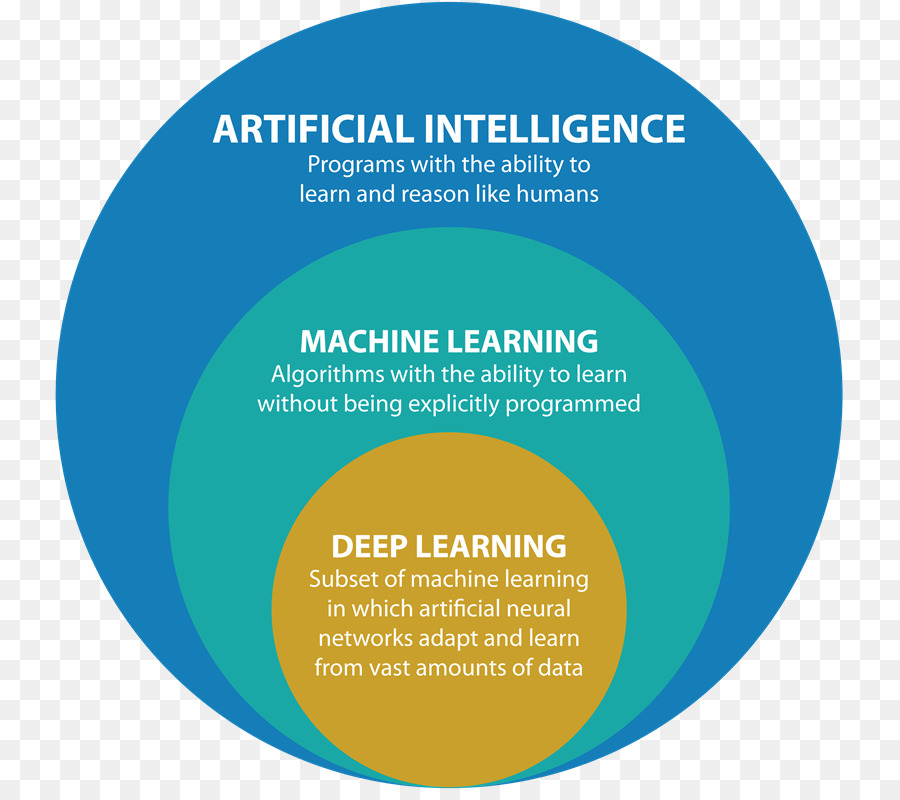 ARTIFICIAL INTELLIGENCE
Programs with the ability to
learn and reason like humans
MACHINE LEARNING
Algorithms with the ability to learn
without being explicitly programmed
DEEP LEARNING
Subset of machine learning
in which artificial neural
networks adapt and learn
from vast amounts of data